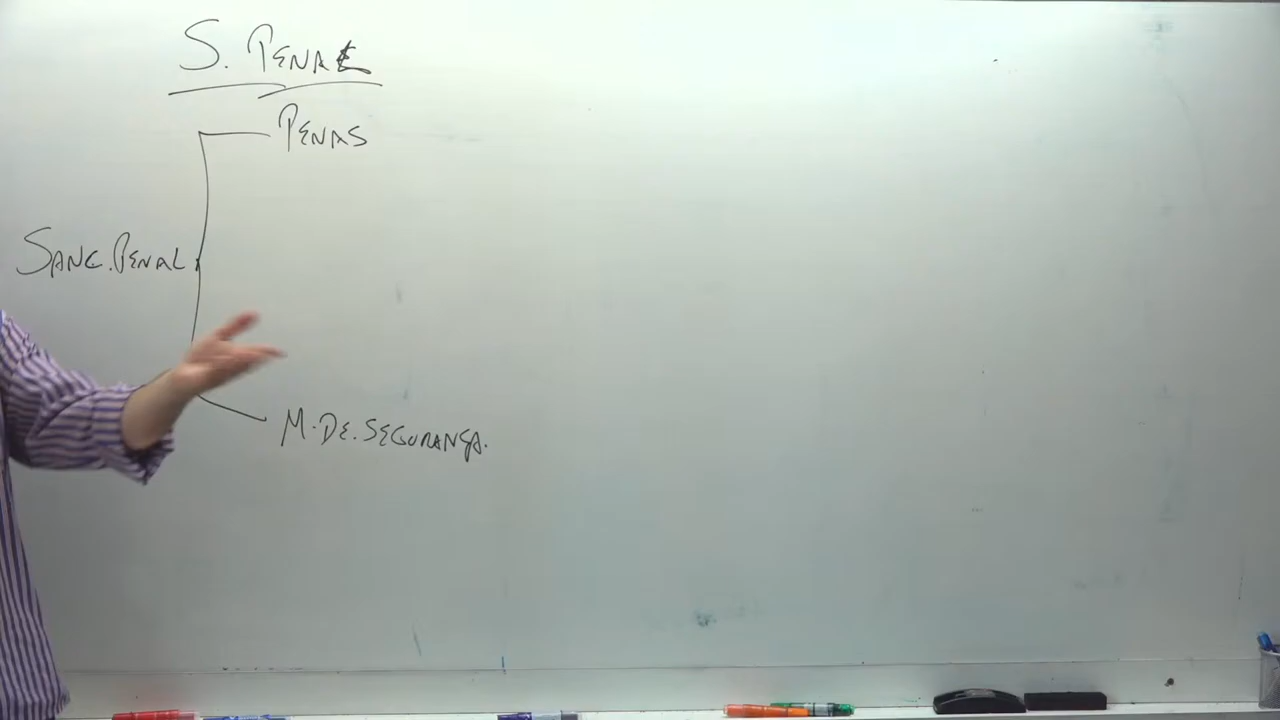 S. PENAL
PENAS
SANC. PENAL
M. DE. SEGURANÇA.